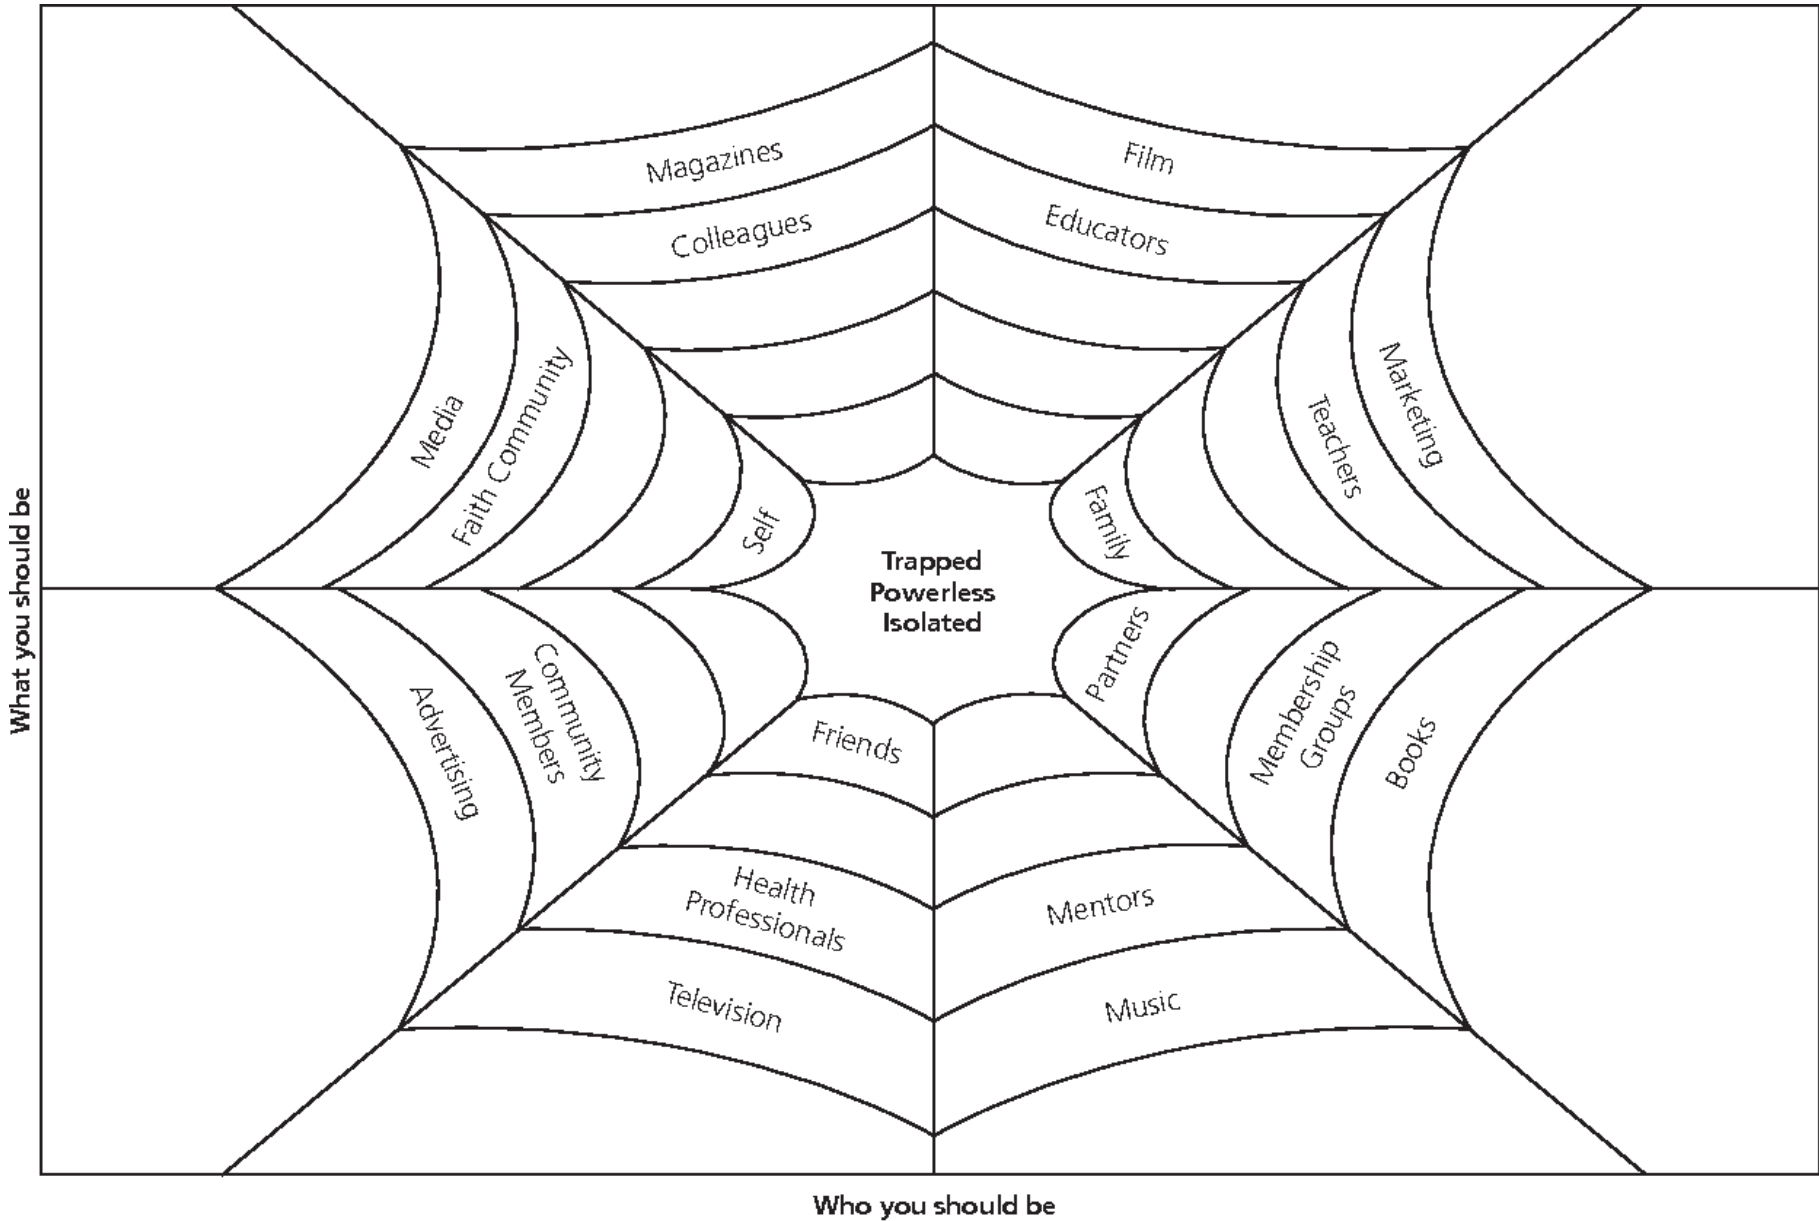 Magazines
Film
Colleagues
Educators
Media
Faith Community
Self
Family
Teachers
Marketing
What you should be
Trapped
Powerless
Isolated
Advertising
Community
Members
Partners
Membership
Groups
Books
Friends
Health
Professionals
Mentors
Television
Music
Who you should be